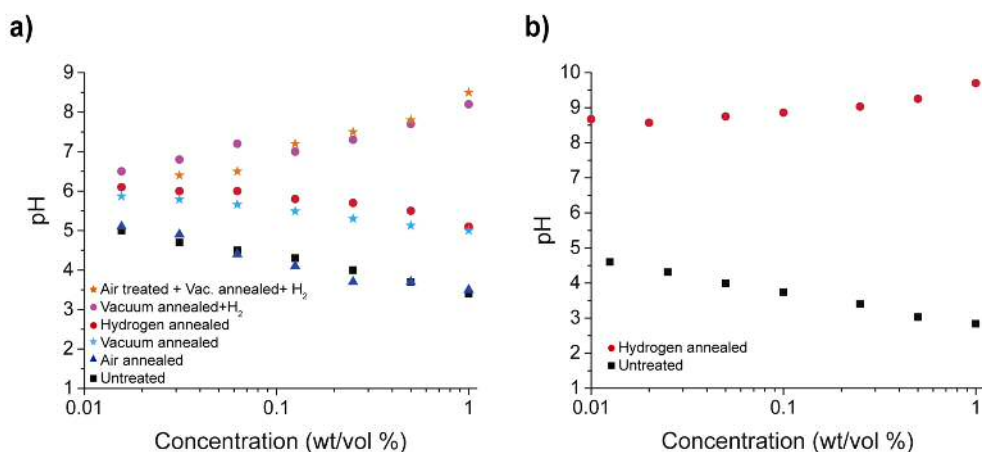 a)
9
8
7
6
5
4
3
2
1
pH
Air treated + Vac. annealed+ H₂
Vacuum annealed+H₂
Hydrogen annealed
Vacuum annealed
Air annealed
Untreated
0.01 0.1 1
Concentration (wt/vol %)
b)
10
9
8
7
6
5
4
3
2
1
pH
Hydrogen annealed
Untreated
0.01 0.1 1
Concentration (wt/vol %)